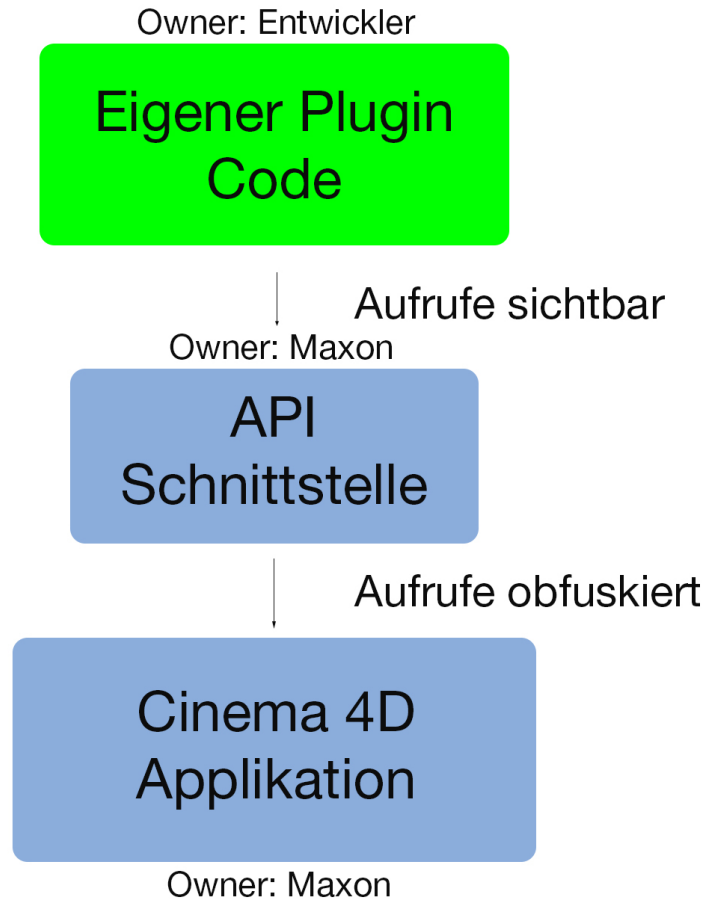 Owner: Entwickler
Eigener Plugin
Code
Aufrufe sichtbar
Owner: Maxon
API
Schnittstelle
Aufrufe obfuskiert
Cinema 4D
Applikation
Owner: Maxon